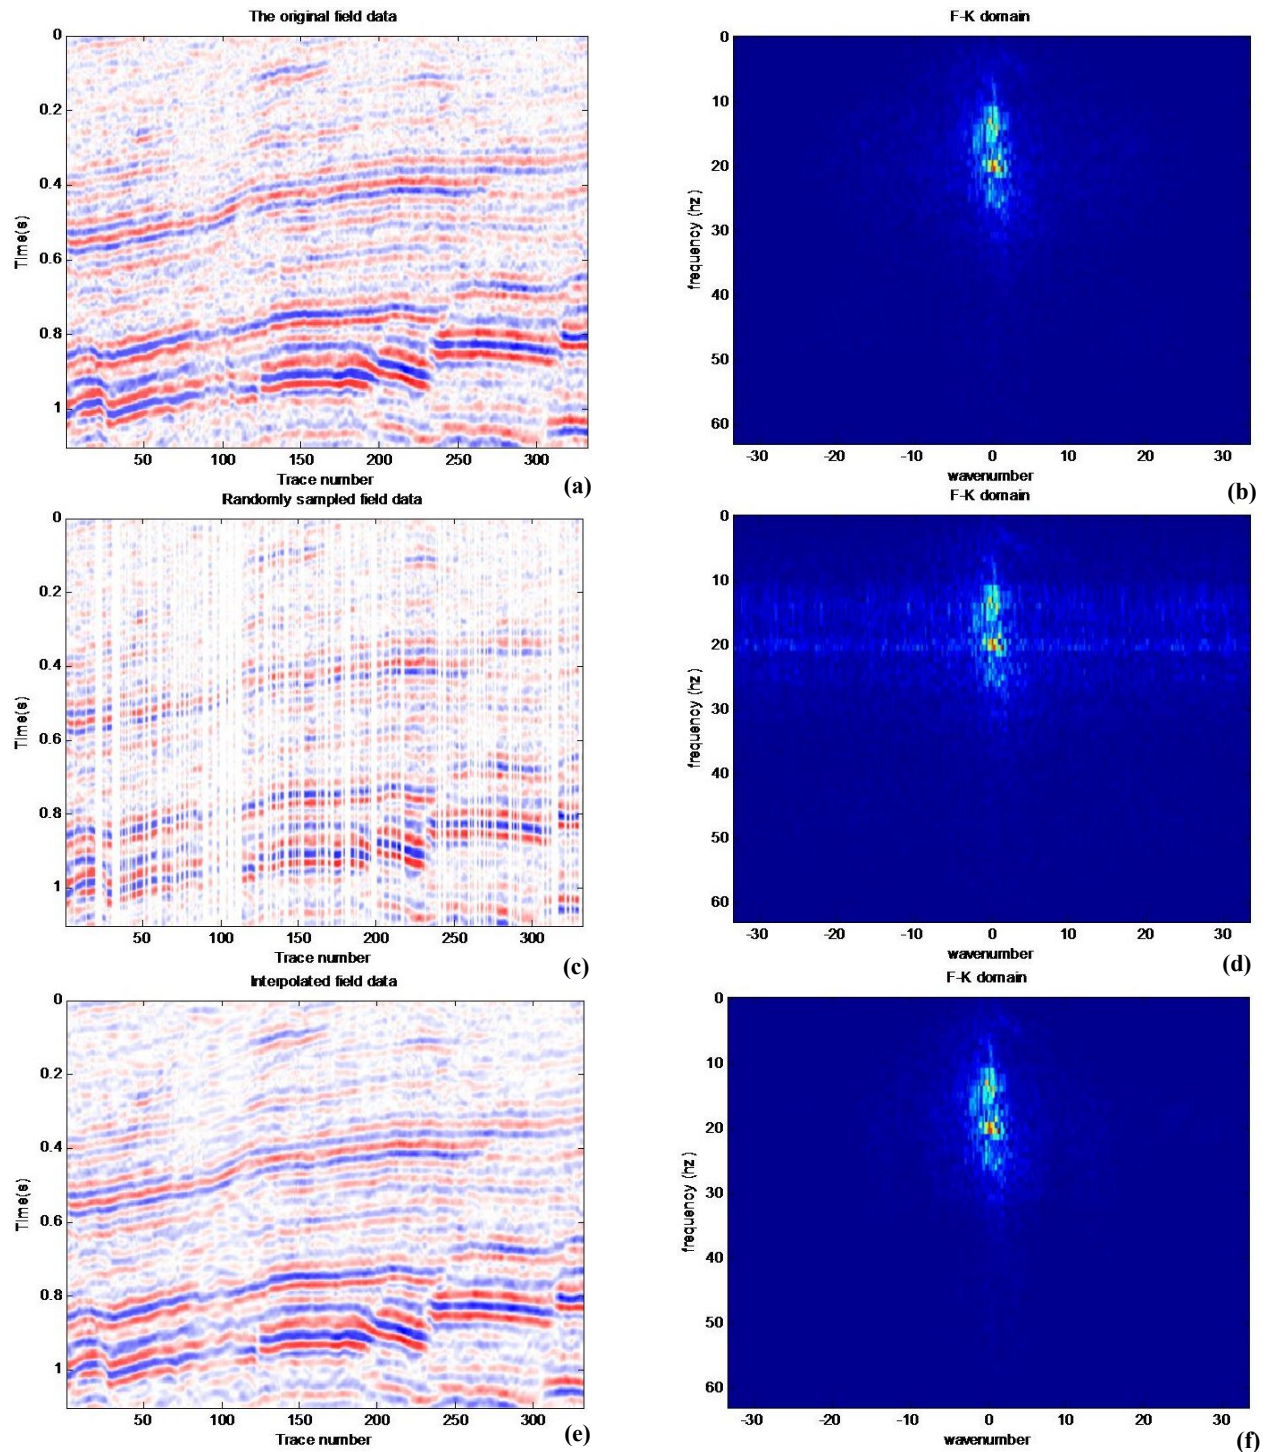 The original field data
0
0.2
0.4
0.6
0.8
1
Time(s)
50 100 150 200 250 300
Trace number
(a)
F-K domain
0
10
20
30
40
50
60
frequency (hz)
-30 -10 0 10 30
wavenumber
(b)
Randomly sampled field data
0
0.2
0.4
0.6
0.8
1
Time(s)
50 100 150 200 250 300
Trace number
(c)
F-K domain
0
10
20
30
40
50
60
frequency (hz)
-30 -10 0 10 30
wavenumber
(d)
Interpolated field data
0
0.2
0.4
0.6
0.8
1
Time(s)
50 100 150 200 250 300
Trace number
(e)
F-K domain
0
10
20
30
40
50
60
frequency (hz)
-30 -10 0 10 30
wavenumber
(f)